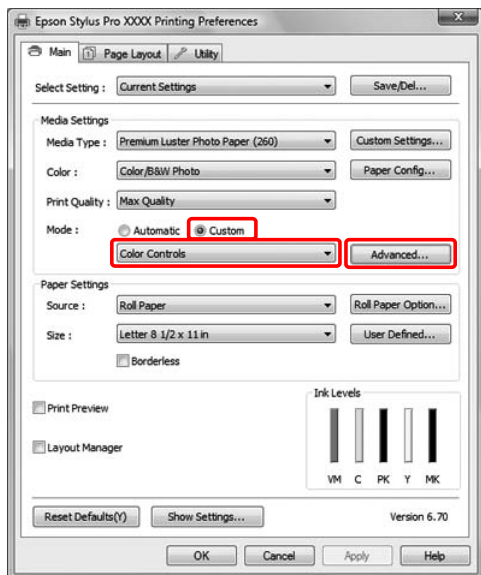 Epson Stylus Pro XXXX Printing Preferences
Main Page Layout Utility
Select Setting : Current Settings Save/Del...
Media Settings
Media Type : Premium Luster Photo Paper (260) Custom Settings...
Color : Color/B&W Photo Paper Config...
Print Quality : Max Quality
Mode : Automatic Custom
Color Controls Advanced...
Paper Settings
Source : Roll Paper Roll Paper Option...
Size : Letter 8 1/2 x 11 in User Defined...
Borderless
Ink Levels
Print Preview
Layout Manager
VM C PK Y MK
Reset Defaults(Y) Show Settings... Version 6.70
OK Cancel Apply Help